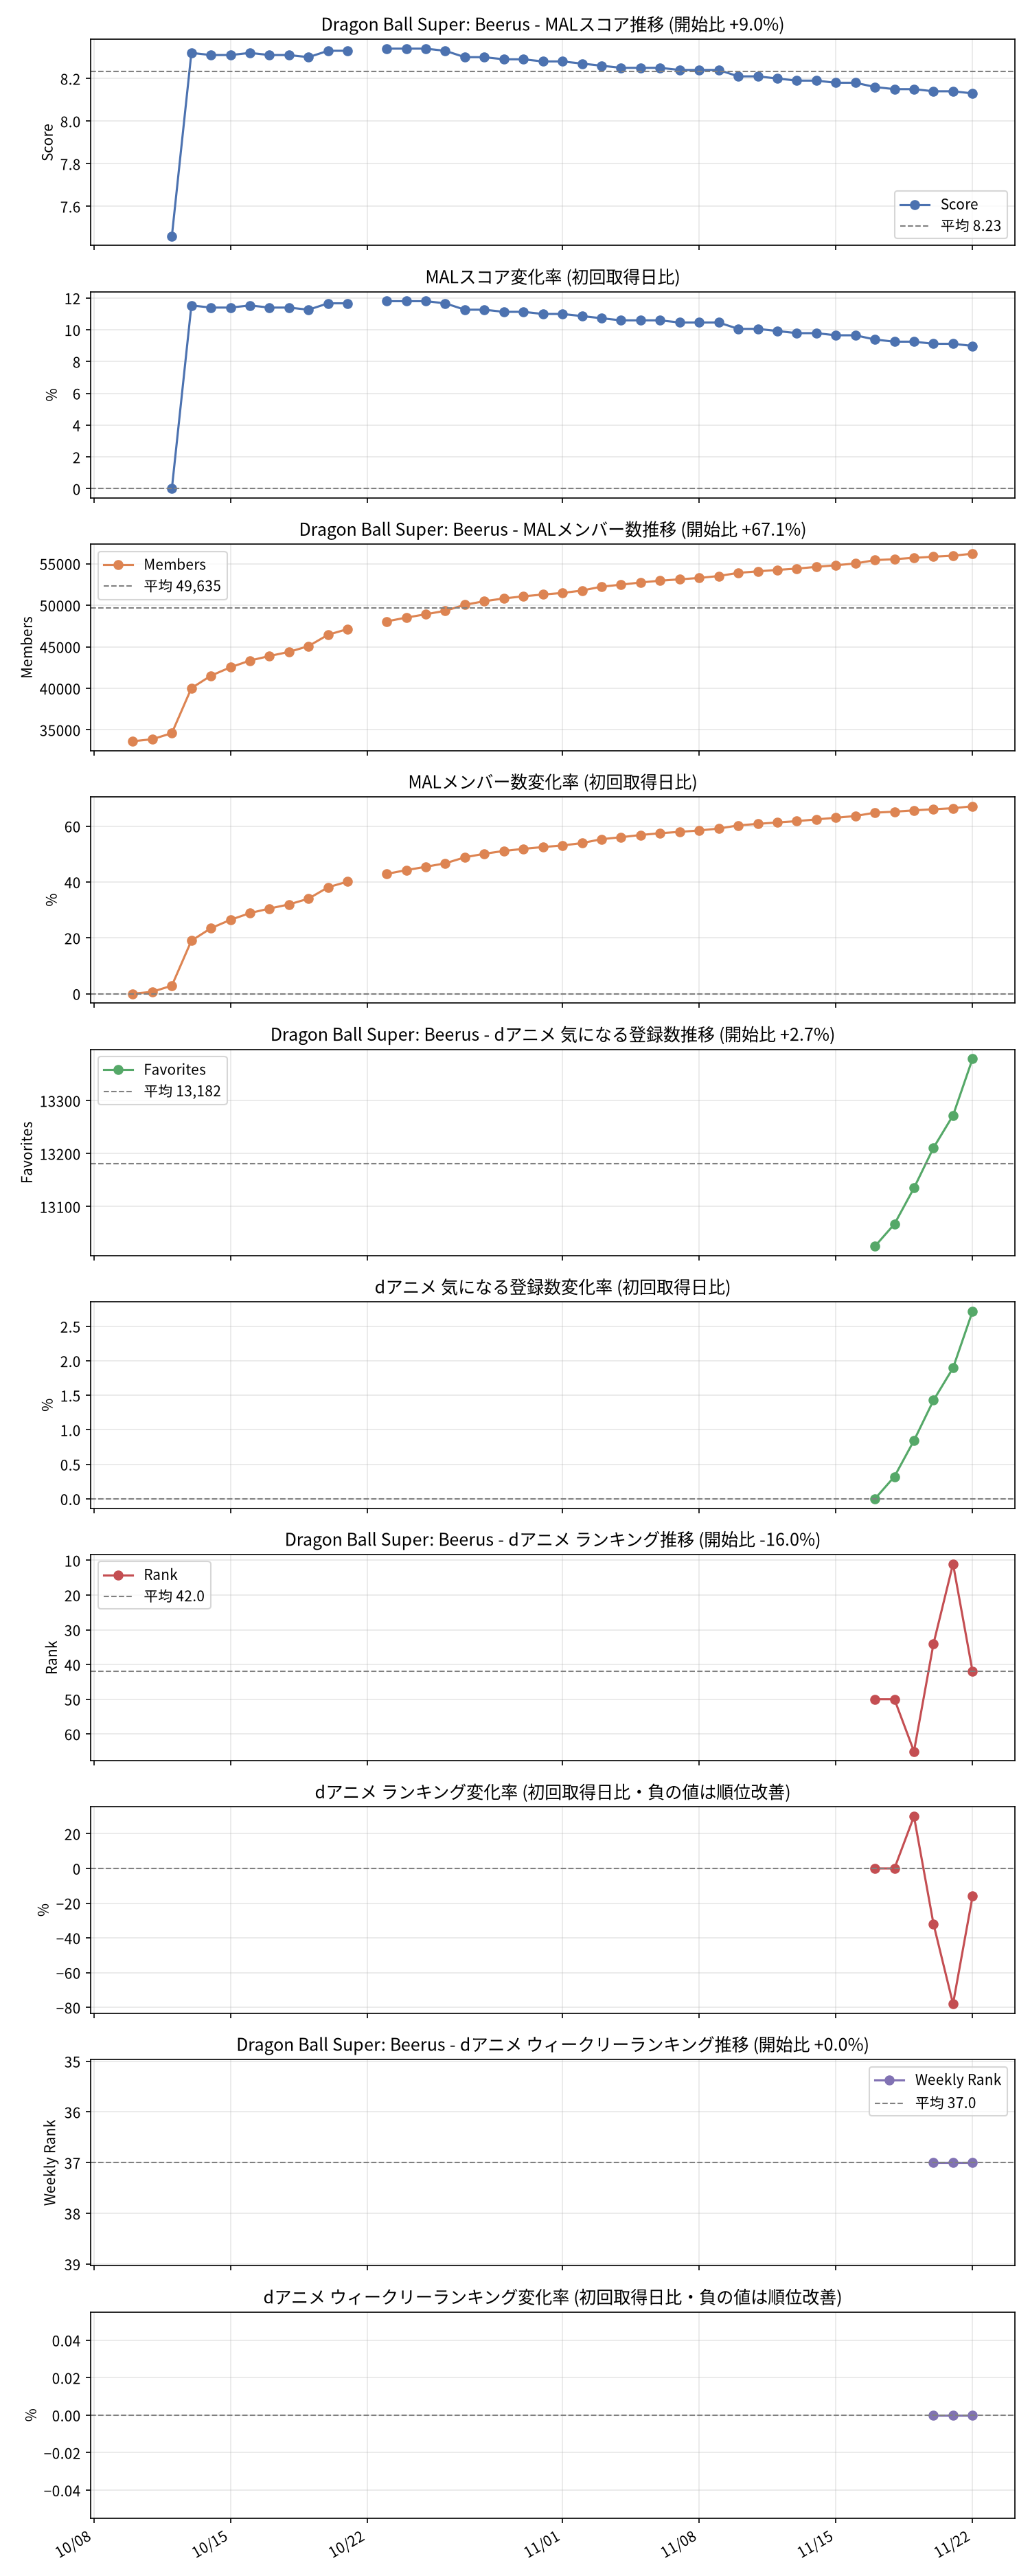 Dragon Ball Super: Beerus - MALスコア推移 (開始比 +9.0%)
8.2
8.0
7.8
7.6
Score
Score
平均 8.23
MALスコア変化率 (初回取得日比)
12
10
8
6
4
2
0
%
Dragon Ball Super: Beerus - MALメンバー数推移 (開始比 +67.1%)
55000
50000
45000
40000
35000
Members
Members
平均 49,635
MALメンバー数変化率 (初回取得日比)
60
40
20
0
%
Dragon Ball Super: Beerus - dアニメ 気になる登録数推移 (開始比 +2.7%)
13300
13200
13100
Favorites
Favorites
平均 13,182
dアニメ 気になる登録数変化率 (初回取得日比)
2.5
2.0
1.5
1.0
0.5
0.0
%
Dragon Ball Super: Beerus - dアニメ ランキング推移 (開始比 -16.0%)
10
20
30
40
50
60
Rank
Rank
平均 42.0
dアニメ ランキング変化率 (初回取得日比・負の値は順位改善)
20
0
−20
−40
−60
−80
%
Dragon Ball Super: Beerus - dアニメ ウィークリーランキング推移 (開始比 +0.0%)
35
36
37
38
39
Weekly Rank
Weekly Rank
平均 37.0
dアニメ ウィークリーランキング変化率 (初回取得日比・負の値は順位改善)
0.04
0.02
0.00
−0.02
−0.04
%
10/08
10/15
10/22
11/01
11/08
11/15
11/22